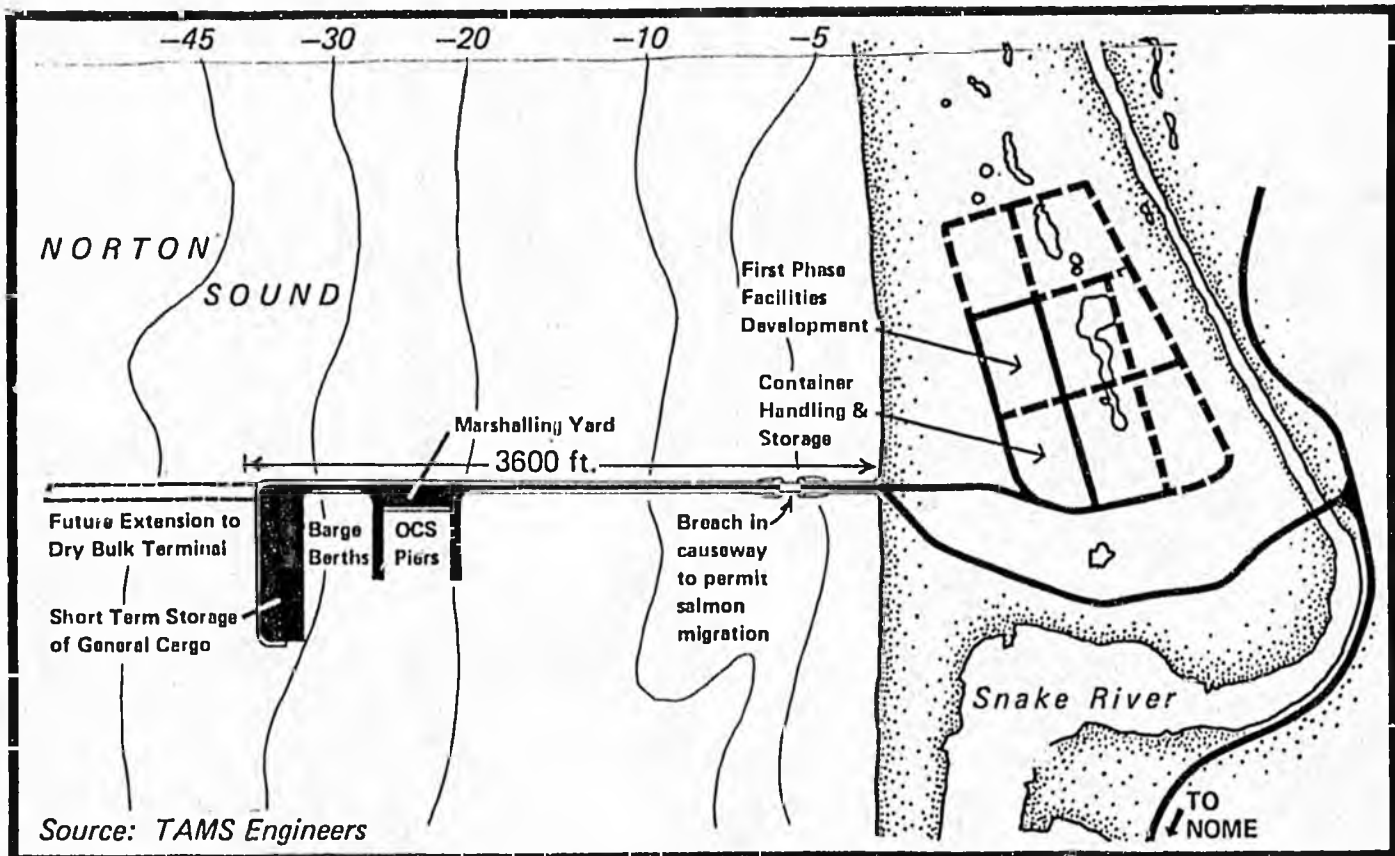 −45 −30 −20 −10 −5
NORTON
SOUND
First Phase
Facilities
Development
Container
Handling &
Storage
Marshalling Yard
3600 ft.
Future Extension to
Dry Bulk Terminal
Barge
Berths
OCS
Piers
Short Term Storage
of General Cargo
Breach in
causeway
to permit
salmon
migration
Snake River
TO
NOME
Source: TAMS Engineers